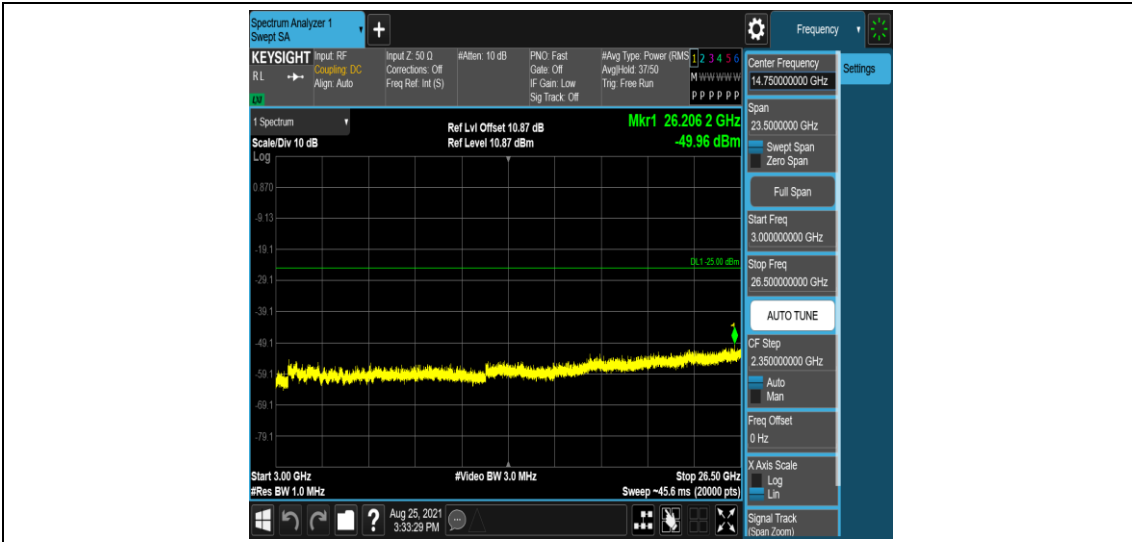 Spectrum Analyzer 1
Swept SA
+
Frequency
KEYSIGHT
RL
LXI
Input: RF
Coupling: DC
Align: Auto
Input Z: 50 Ω
Corrections: Off
Freq Ref: Int (S)
#Atten: 10 dB
PNO: Fast
Gate: Off
IF Gain: Low
Sig Track: Off
#Avg Type: Power (RMS
Avg|Hold: 37/50
Trig: Free Run
1 2 3 4 5 6
M W W W W W
P P P P P P
Center Frequency
14.750000000 GHz
Settings
Span
23.5000000 GHz
Swept Span
Zero Span
Full Span
Start Freq
3.000000000 GHz
Stop Freq
26.500000000 GHz
AUTO TUNE
CF Step
2.350000000 GHz
Auto
Man
Freq Offset
0 Hz
X Axis Scale
Log
Lin
Signal Track
(Span Zoom)
1 Spectrum
Scale/Div 10 dB
Log
Ref Lvl Offset 10.87 dB
Ref Level 10.87 dBm
Mkr1 26.206 2 GHz
-49.96 dBm
0.870
-9.13
-19.1
DL1 -25.00 dBm
-29.1
-39.1
1
-49.1
-59.1
-69.1
-79.1
Start 3.00 GHz
#Res BW 1.0 MHz
#Video BW 3.0 MHz
Stop 26.50 GHz
Sweep ~45.6 ms (20000 pts)
?
Aug 25, 2021
3:33:29 PM